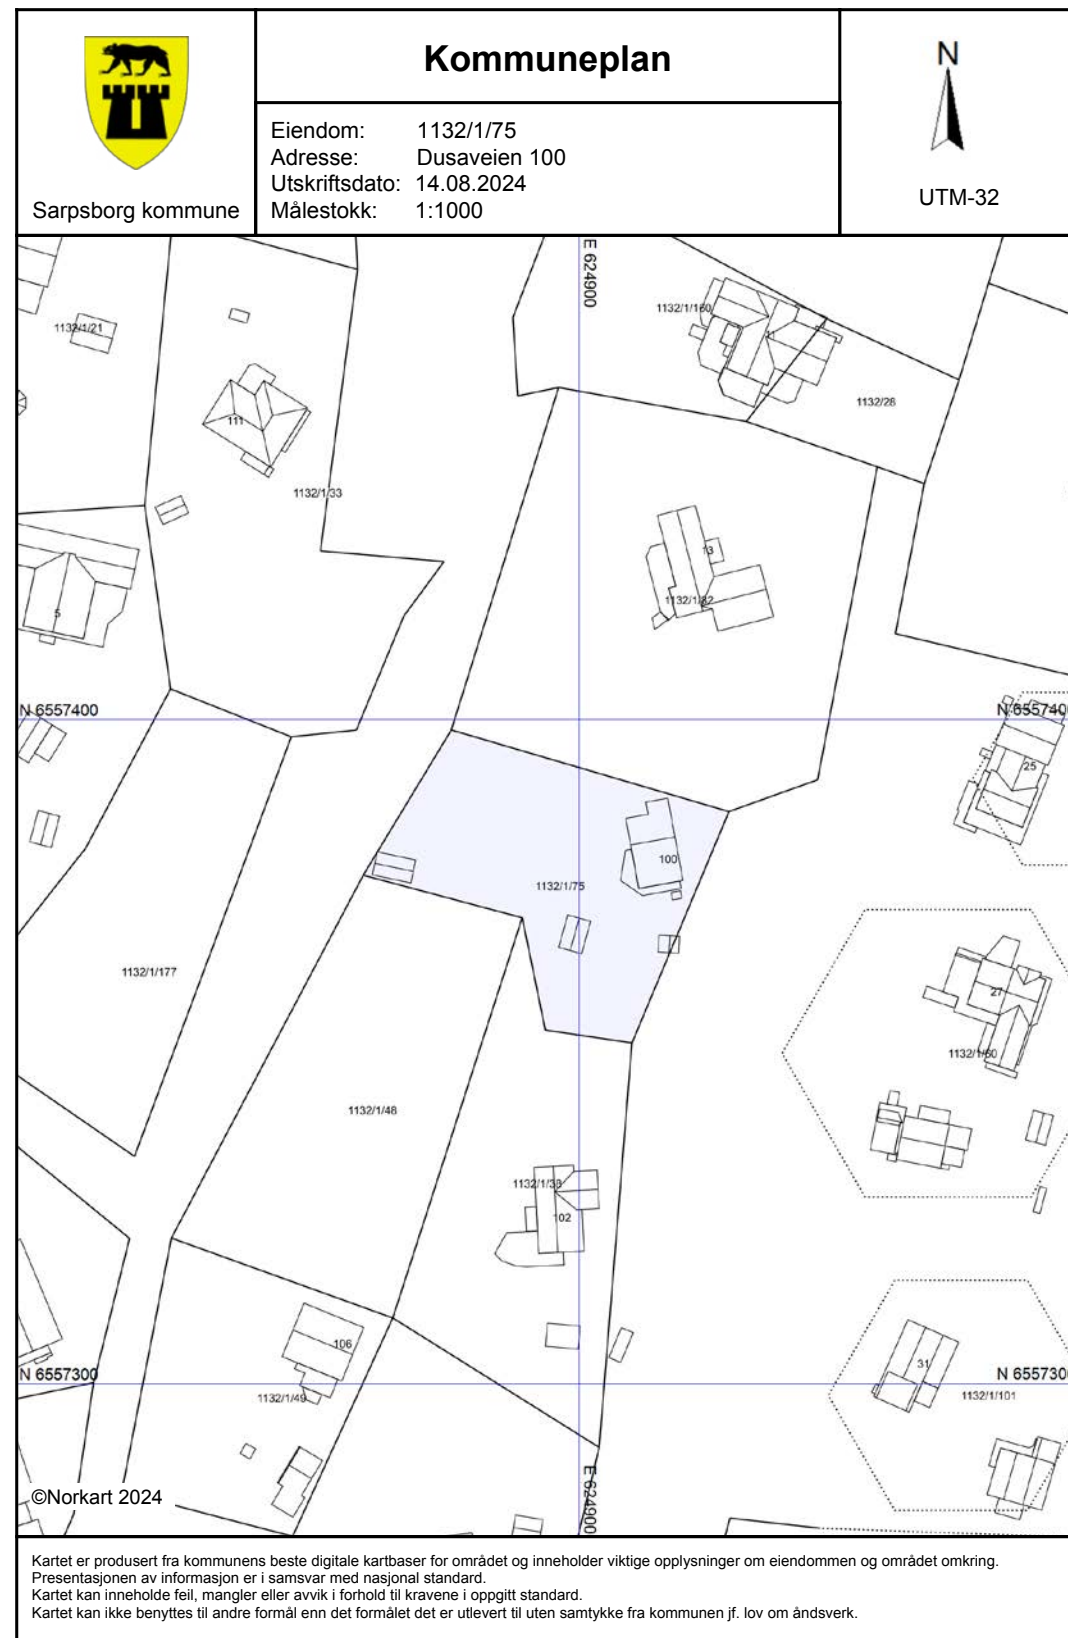 Kommuneplan
N
Eiendom: 1132/1/75
Adresse: Dusaveien 100
Utskriftsdato: 14.08.2024
Målestokk: 1:1000
Sarpsborg kommune
UTM-32
E 624900
1132/1/160
11
1132/1/21
1132/28
111
1132/1/33
13
1132/1/32
5
N 6557400
N 6557400
25
100
1132/1/75
1132/1/177
27
1132/1/60
1132/1/48
1132/1/38
102
106
31
N 6557300
N 6557300
1132/1/49
1132/1/101
E 624900
©Norkart 2024
Kartet er produsert fra kommunens beste digitale kartbaser for området og inneholder viktige opplysninger om eiendommen og området omkring.
Presentasjonen av informasjon er i samsvar med nasjonal standard.
Kartet kan inneholde feil, mangler eller avvik i forhold til kravene i oppgitt standard.
Kartet kan ikke benyttes til andre formål enn det formålet det er utlevert til uten samtykke fra kommunen jf. lov om åndsverk.